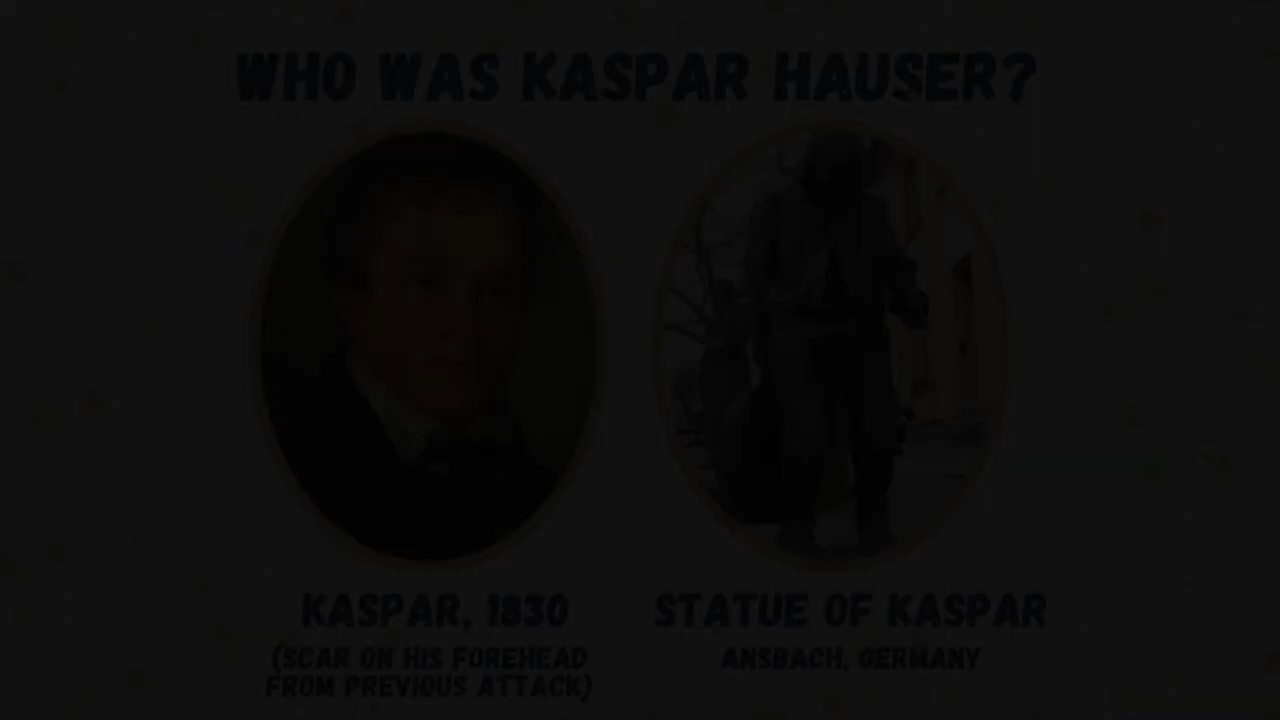 WHO WAS KASPAR HAUSER?
KASPAR, 1830
(SCAR ON HIS FOREHEAD
FROM PREVIOUS ATTACK)
STATUE OF KASPAR
ANSBACH, GERMANY